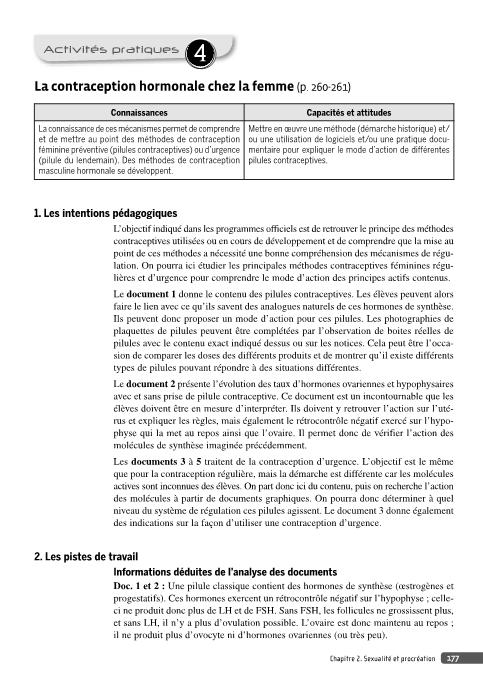 Activités pratiques 4
La contraception hormonale chez la femme (p. 260-261)
Connaissances
Capacités et attitudes
La connaissance de ces mécanismes permet de comprendre
et de mettre au point des méthodes de contraception
féminine préventive (pilules contraceptives) ou d'urgence
(pilule du lendemain). Des méthodes de contraception
masculine hormonale se développent.
Mettre en œuvre une méthode (démarche historique) et/
ou une utilisation de logiciels et/ou une pratique docu-
mentaire pour expliquer le mode d'action de différentes
pilules contraceptives.
1. Les intentions pédagogiques
L'objectif indiqué dans les programmes officiels est de retrouver le principe des méthodes
contraceptives utilisées ou en cours de développement et de comprendre que la mise au
point de ces méthodes a nécessité une bonne compréhension des mécanismes de régu-
lation. On pourra ici étudier les principales méthodes contraceptives féminines régu-
lières et d'urgence pour comprendre le mode d'action des principes actifs contenus.
Le document 1 donne le contenu des pilules contraceptives. Les élèves peuvent alors
faire le lien avec ce qu'ils savent des analogues naturels de ces hormones de synthèse.
Ils peuvent donc proposer un mode d'action pour ces pilules. Les photographies de
plaquettes de pilules peuvent être complétées par l'observation de boites réelles de
pilules avec le contenu exact indiqué dessus ou sur les notices. Cela peut être l'occa-
sion de comparer les doses des différents produits et de montrer qu'il existe différents
types de pilules pouvant répondre à des situations différentes.
Le document 2 présente l'évolution des taux d'hormones ovariennes et hypophysaires
avec et sans prise de pilule contraceptive. Ce document est un incontournable que les
élèves doivent être en mesure d'interpréter. Ils doivent y retrouver l'action sur l'uté-
rus et expliquer les règles, mais également le rétrocontrôle négatif exercé sur l'hypo-
physe qui la met au repos ainsi que l'ovaire. Il permet donc de vérifier l'action des
molécules de synthèse imaginée précédemment.
Les documents 3 à 5 traitent de la contraception d'urgence. L'objectif est le même
que pour la contraception régulière, mais la démarche est différente car les molécules
actives sont inconnues des élèves. On part donc ici du contenu, puis on recherche l'action
des molécules à partir de documents graphiques. On pourra donc déterminer à quel
niveau du système de régulation ces pilules agissent. Le document 3 donne également
des indications sur la façon d'utiliser une contraception d'urgence.
2. Les pistes de travail
Informations déduites de l'analyse des documents
Doc. 1 et 2 : Une pilule classique contient des hormones de synthèse (œstrogènes et
progestatifs). Ces hormones exercent un rétrocontrôle négatif sur l'hypophyse ; celle-
ci ne produit donc plus de LH et de FSH. Sans FSH, les follicules ne grossissent plus,
et sans LH, il n'y a plus d'ovulation possible. L'ovaire est donc maintenu au repos ;
il ne produit plus d'ovocyte ni d'hormones ovariennes (ou très peu).
Chapitre 2. Sexualité et procréation 177